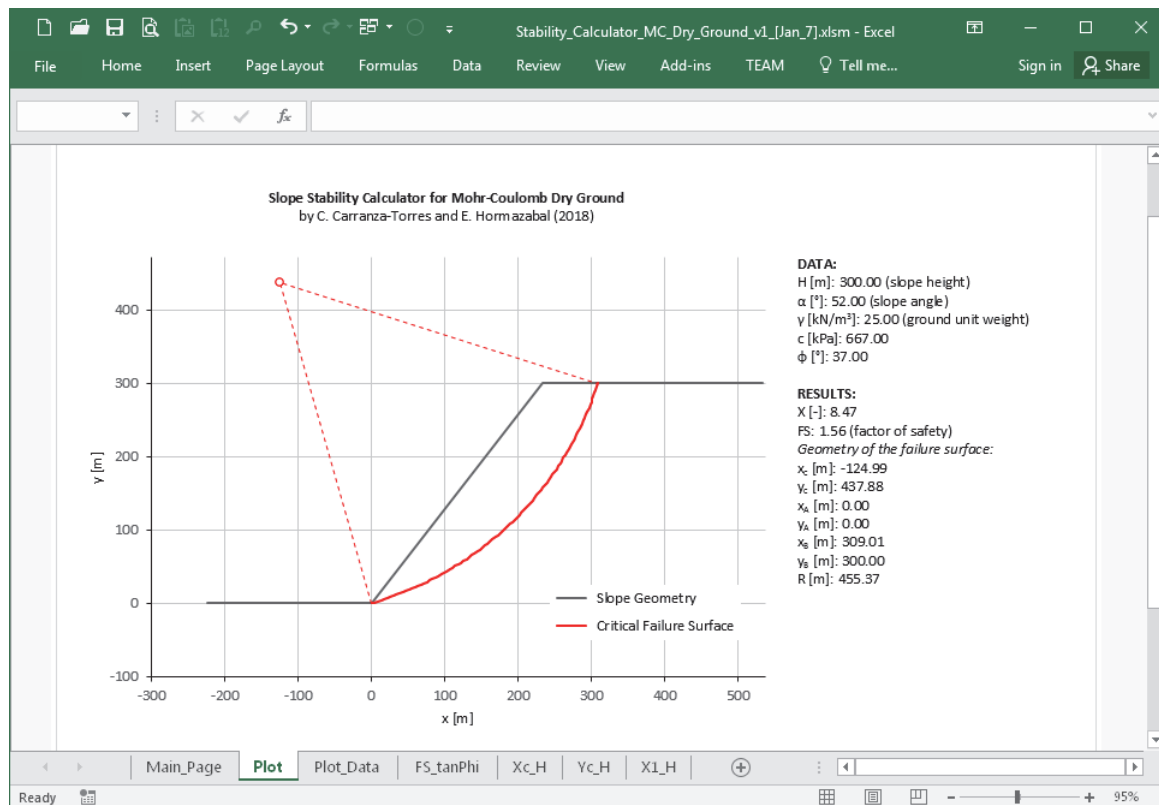 Stability_Calculator_MC_Dry_Ground_v1_[Jan_7].xlsm - Excel
File Home Insert Page Layout Formulas Data Review View Add-ins TEAM Tell me... Sign in Share
fx
Slope Stability Calculator for Mohr-Coulomb Dry Ground
by C. Carranza-Torres and E. Hormazabal (2018)
DATA:
H [m]: 300.00 (slope height)
α [°]: 52.00 (slope angle)
γ [kN/m³]: 25.00 (ground unit weight)
c [kPa]: 667.00
ϕ [°]: 37.00
RESULTS:
X [-]: 8.47
FS: 1.56 (factor of safety)
Geometry of the failure surface:
xc [m]: -124.99
yc [m]: 437.88
xA [m]: 0.00
yA [m]: 0.00
xB [m]: 309.01
yB [m]: 300.00
R [m]: 455.37
400
300
200
100
0
-100
y [m]
-300 -200 -100 0 100 200 300 400 500
x [m]
Slope Geometry
Critical Failure Surface
Main_Page Plot Plot_Data FS_tanPhi Xc_H Yc_H X1_H
Ready 95%